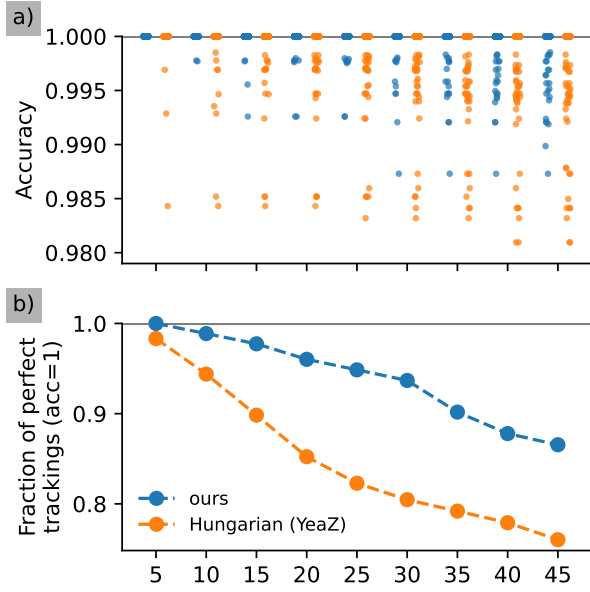 a)
Accuracy
1.000
0.995
0.990
0.985
0.980
b)
Fraction of perfect
trackings (acc=1)
1.0
0.9
0.8
ours
Hungarian (YeaZ)
5 10 15 20 25 30 35 40 45